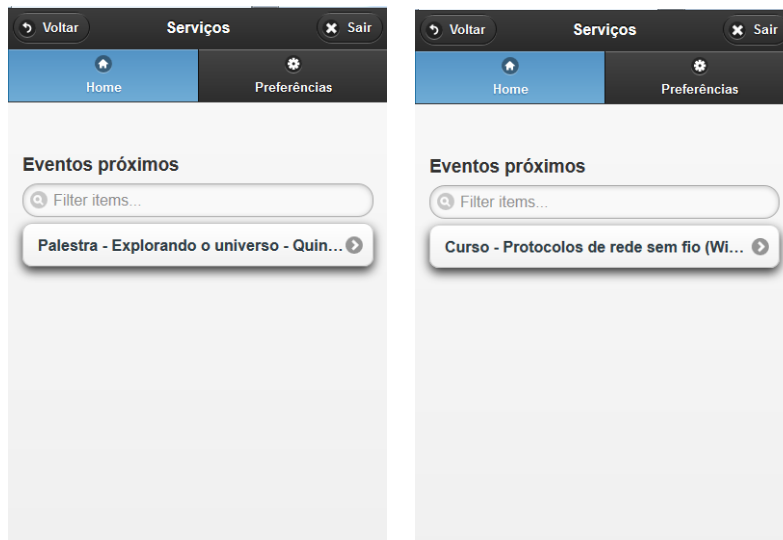 Voltar Serviços Sair
Home Preferências
Eventos próximos
Filter items...
Palestra - Explorando o universo - Quin...
Voltar Serviços Sair
Home Preferências
Eventos próximos
Filter items...
Curso - Protocolos de rede sem fio (Wi...